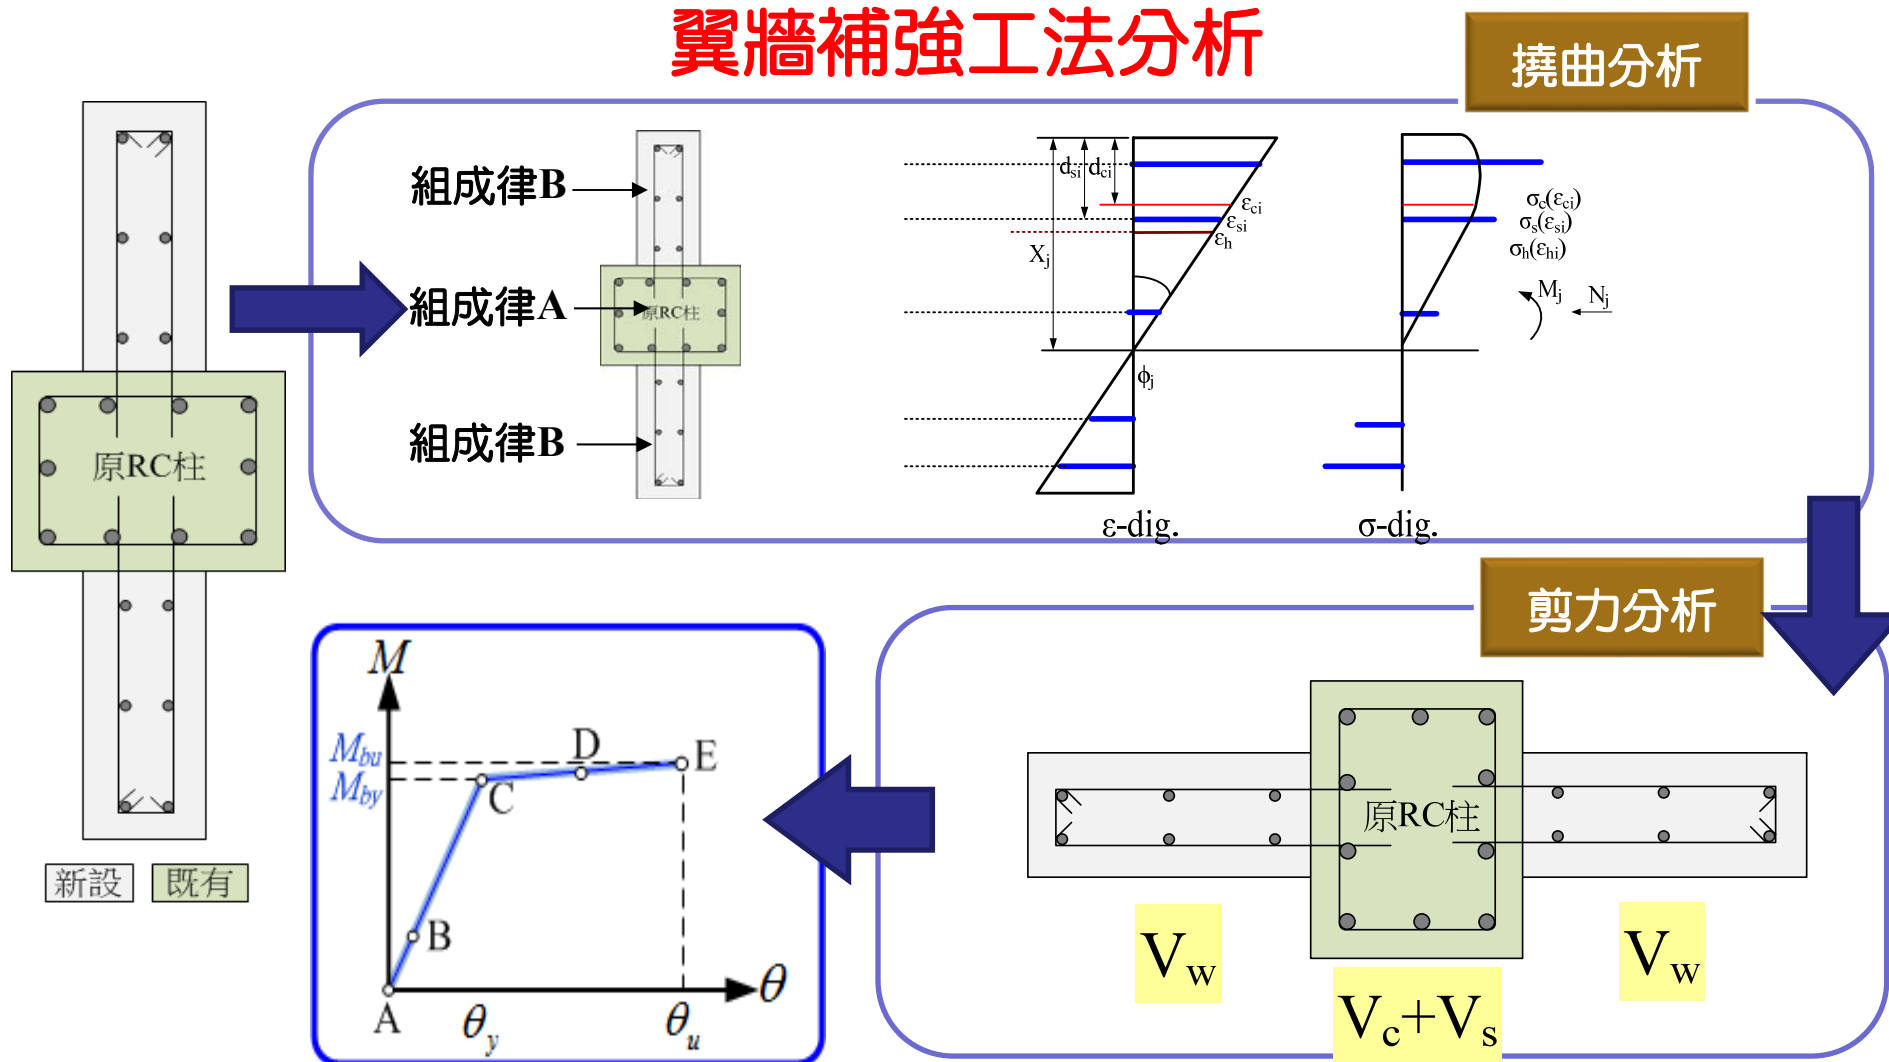 翼牆補強工法分析
撓曲分析
原RC柱
新設
既有
組成律B
組成律A
組成律B
原RC柱
dsi
dci
Xj
εci
εsi
εh
ϕj
ε-dig.
σc(εci)
σs(εsi)
σh(εhi)
Mj
Nj
σ-dig.
剪力分析
原RC柱
Vw
Vc+Vs
Vw
M
Mbu
Mby
A
B
C
D
E
θ
θy
θu